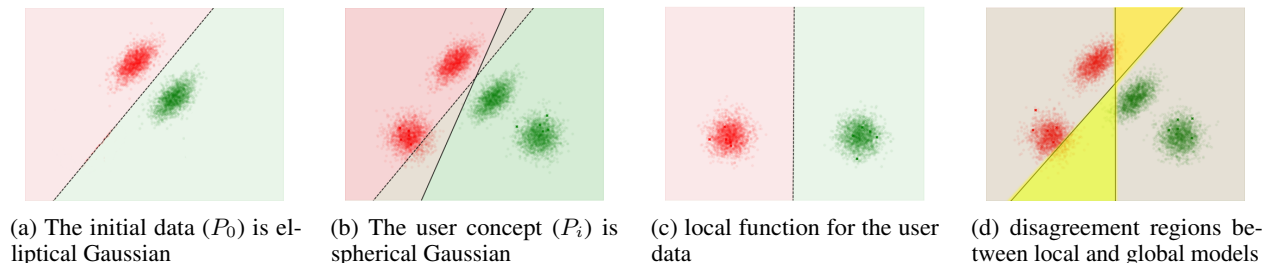 (a) The initial data (P₀) is el-
liptical Gaussian
(b) The user concept (Pᵢ) is
spherical Gaussian
(c) local function for the user
data
(d) disagreement regions be-
tween local and global models